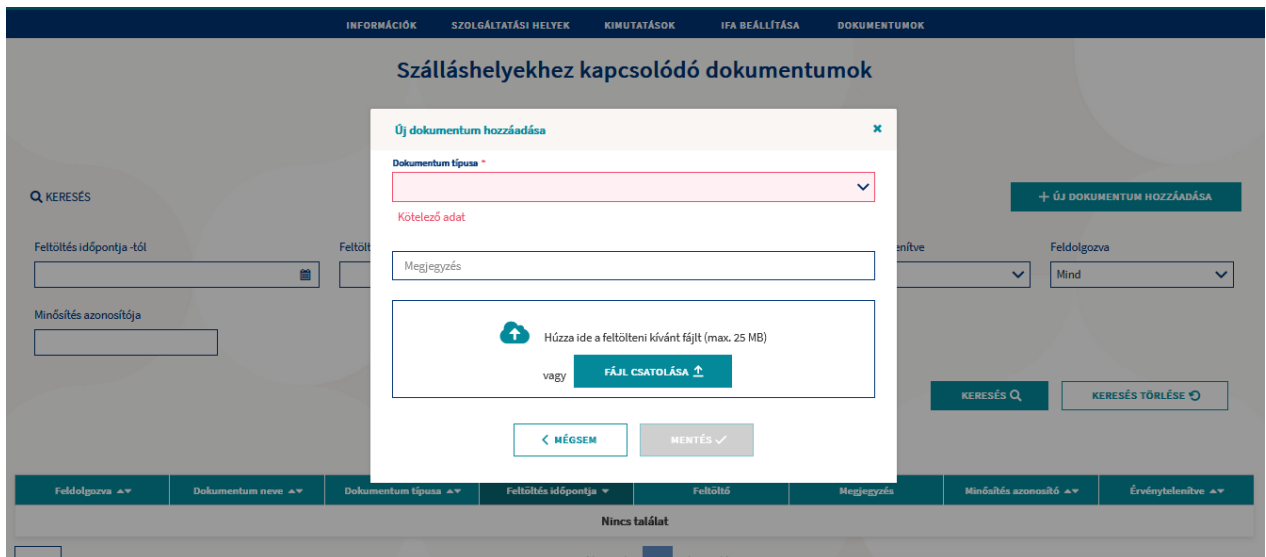 INFORMÁCIÓK SZOLGÁLTATÁSI HELYEK KIMUTATÁSOK IFA BEÁLLÍTÁSA DOKUMENTUMOK
Szálláshelyekhez kapcsolódó dokumentumok
Új dokumentum hozzáadása
Dokumentum típusa *
Kötelező adat
Megjegyzés
Húzza ide a feltölteni kívánt fájlt (max. 25 MB)
vagy FÁJL CSATOLÁSA
MÉGSEM MENTÉS
KERESÉS
+ ÚJ DOKUMENTUM HOZZÁADÁSA
Feltöltés időpontja -tól Feltölt enítve Feldolgozva
Mind
Minősítés azonosítója
KERESÉS KERESÉS TÖRLÉSE
Feldolgozva Dokumentum neve Dokumentum típusa Feltöltés időpontja Feltöltő Megjegyzés Minősítés azonosító Érvénytelenítve
Nincs találat